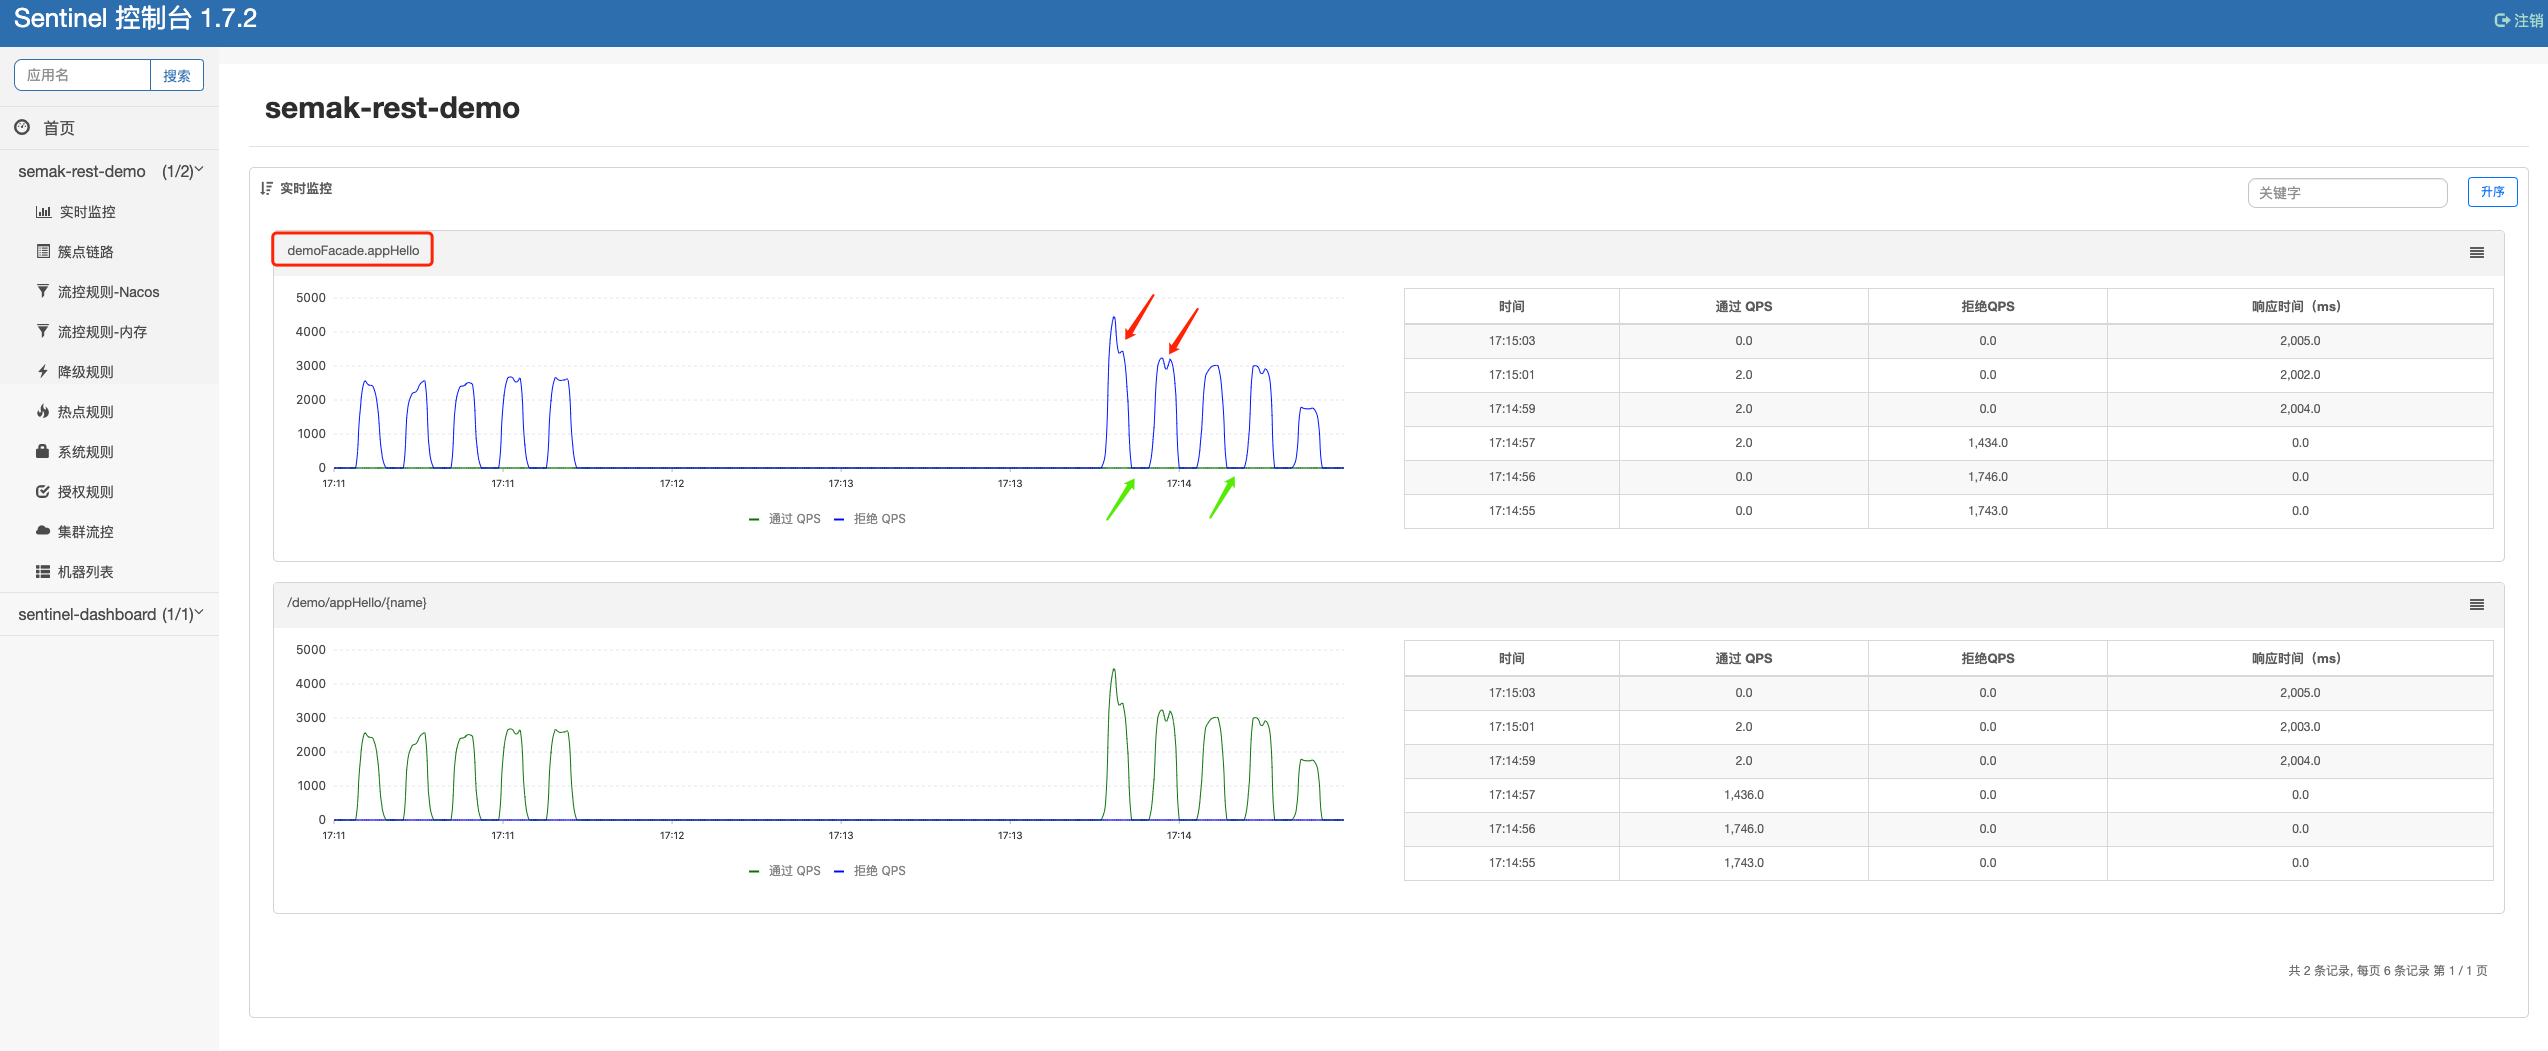 Sentinel 控制台 1.7.2
注销
应用名 搜索
首页
semak-rest-demo (1/2)
实时监控
簇点链路
流控规则-Nacos
流控规则-内存
降级规则
热点规则
系统规则
授权规则
集群流控
机器列表
sentinel-dashboard (1/1)
semak-rest-demo
实时监控
关键字 升序
demoFacade.appHello
5000
4000
3000
2000
1000
0
17:11 17:11 17:12 17:13 17:13 17:14
通过 QPS 拒绝 QPS
时间 通过 QPS 拒绝QPS 响应时间（ms）
17:15:03 0.0 0.0 2,005.0
17:15:01 2.0 0.0 2,002.0
17:14:59 2.0 0.0 2,004.0
17:14:57 2.0 1,434.0 0.0
17:14:56 0.0 1,746.0 0.0
17:14:55 0.0 1,743.0 0.0
/demo/appHello/{name}
5000
4000
3000
2000
1000
0
17:11 17:11 17:12 17:13 17:13 17:14
通过 QPS 拒绝 QPS
时间 通过 QPS 拒绝QPS 响应时间（ms）
17:15:03 0.0 0.0 2,005.0
17:15:01 2.0 0.0 2,003.0
17:14:59 2.0 0.0 2,004.0
17:14:57 1,436.0 0.0 0.0
17:14:56 1,746.0 0.0 0.0
17:14:55 1,743.0 0.0 0.0
共 2 条记录, 每页 6 条记录 第 1 / 1 页